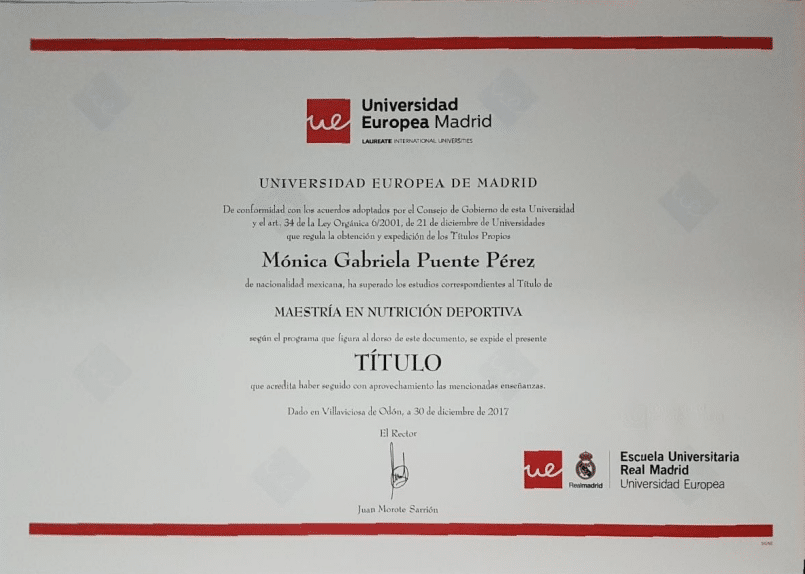 ue
Universidad
Europea Madrid
LAUREATE INTERNATIONAL UNIVERSITIES
UNIVERSIDAD EUROPEA DE MADRID
De conformidad con los acuerdos adoptados por el Consejo de Gobierno de esta Universidad
y el art. 34 de la Ley Orgánica 6/2001, de 21 de diciembre de Universidades
que regula la obtención y expedición de los Títulos Propios
Mónica Gabriela Puente Pérez
de nacionalidad mexicana, ha superado los estudios correspondientes al Título de
MAESTRÍA EN NUTRICIÓN DEPORTIVA
según el programa que figura al dorso de este documento, se expide el presente
TÍTULO
que acredita haber seguido con aprovechamiento las mencionadas enseñanzas.
Dado en Villaviciosa de Odón, a 30 de diciembre de 2017
El Rector
Juan Morote Sarrión
ue
Realmadrid
Escuela Universitaria
Real Madrid
Universidad Europea